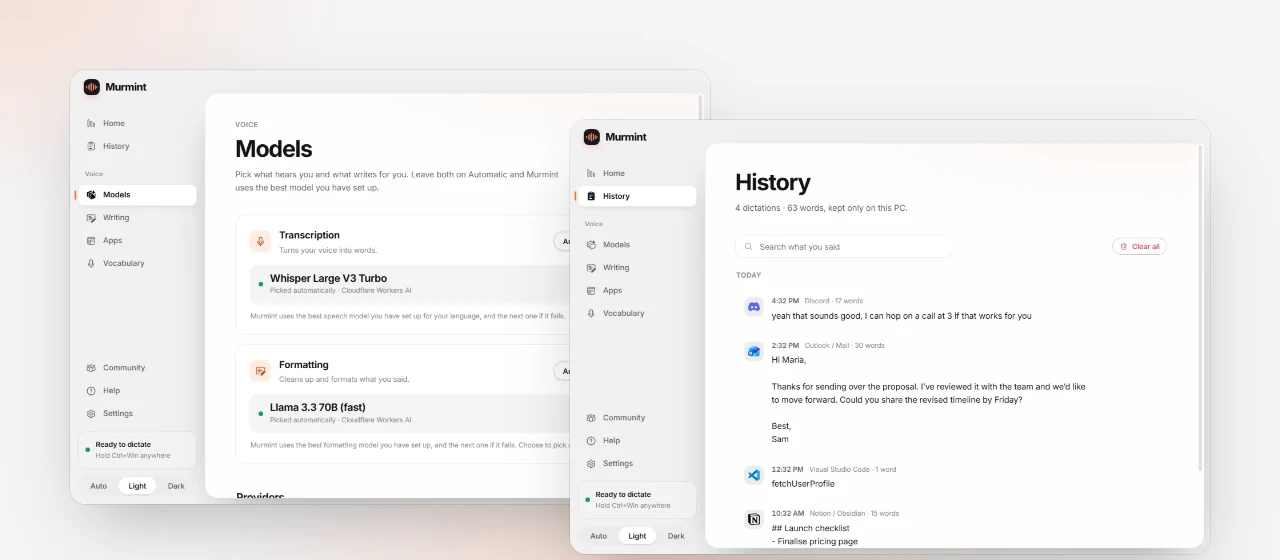 Murmint
Home
History
Voice
Models
Writing
Apps
Vocabulary
Community
Help
Settings
Ready to dictate
Hold Ctrl+Win anywhere
Auto
Light
Dark
VOICE
Models
Pick what hears you and what writes for you. Leave both on Automatic and Murmint
uses the best model you have set up.
Transcription
Turns your voice into words.
Whisper Large V3 Turbo
Picked automatically · Cloudflare Workers AI
Murmint uses the best speech model you have set up for your language, and the next one if it fails.
Formatting
Cleans up and formats what you said.
Llama 3.3 70B (fast)
Picked automatically · Cloudflare Workers AI
Murmint uses the best formatting model you have set up, and the next one if it fails. Choose to pick
Providers
Murmint
Home
History
Voice
Models
Writing
Apps
Vocabulary
Community
Help
Settings
Ready to dictate
Hold Ctrl+Win anywhere
Auto
Light
Dark
History
4 dictations · 63 words, kept only on this PC.
Search what you said
Clear all
TODAY
4:32 PM Discord · 17 words
yeah that sounds good, I can hop on a call at 3 if that works for you
2:32 PM Outlook / Mail · 30 words
Hi Maria,
Thanks for sending over the proposal. I've reviewed it with the team and we'd like
to move forward. Could you share the revised timeline by Friday?
Best,
Sam
12:32 PM Visual Studio Code · 1 word
fetchUserProfile
10:32 AM Notion / Obsidian · 15 words
## Launch checklist
- Finalise pricing page